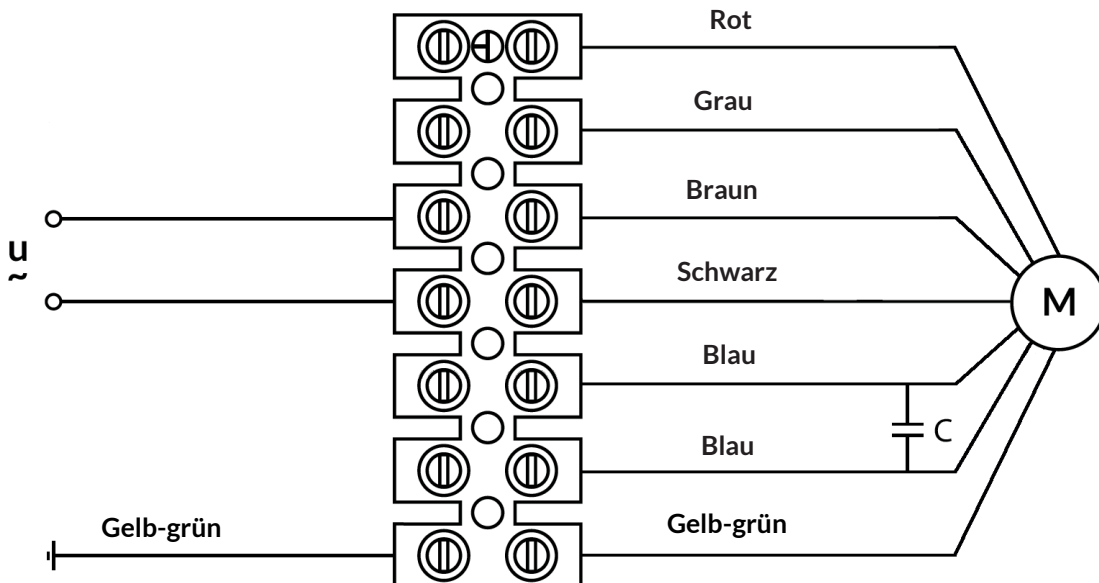 Rot
Grau
Braun
u
~
Schwarz
M
Blau
C
Blau
Gelb-grün
Gelb-grün